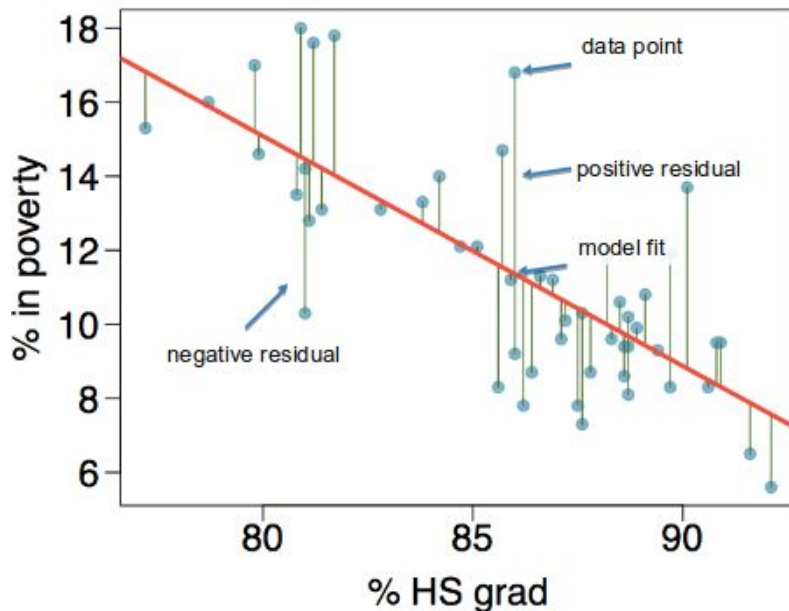 18
16
14
12
10
8
6
% in poverty
data point
positive residual
model fit
negative residual
80 85 90
% HS grad